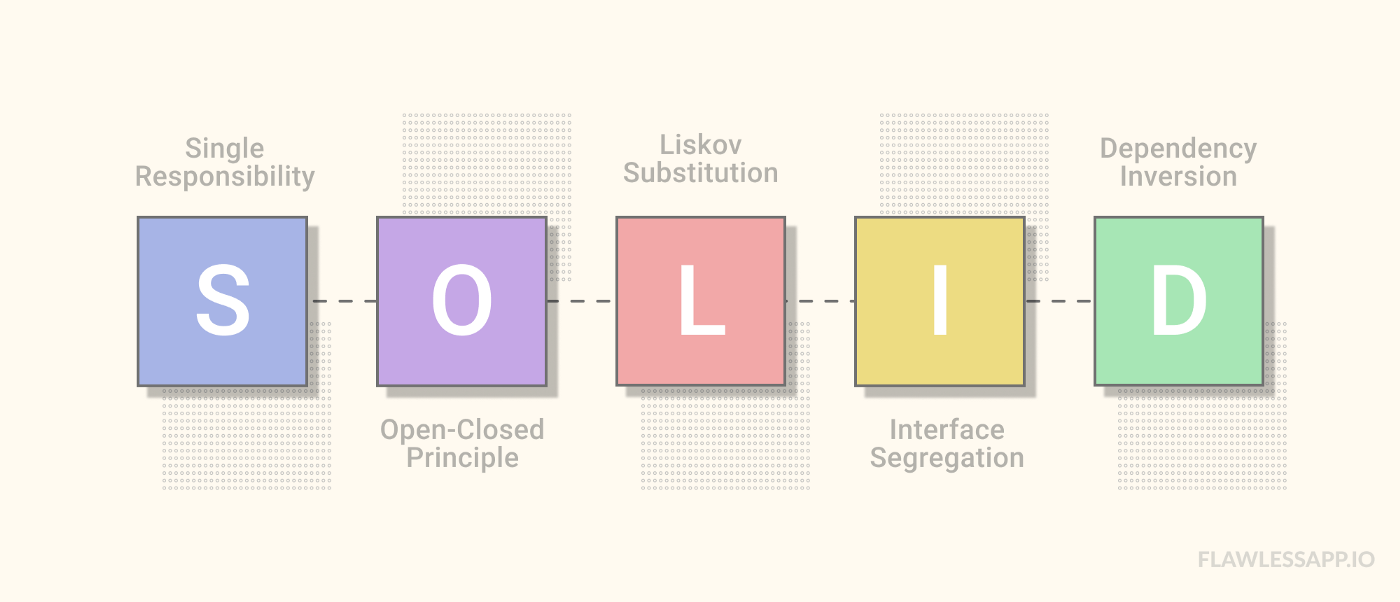 Single
Responsibility
Liskov
Substitution
Dependency
Inversion
S
O
L
I
D
Open-Closed
Principle
Interface
Segregation
FLAWLESSAPP.IO